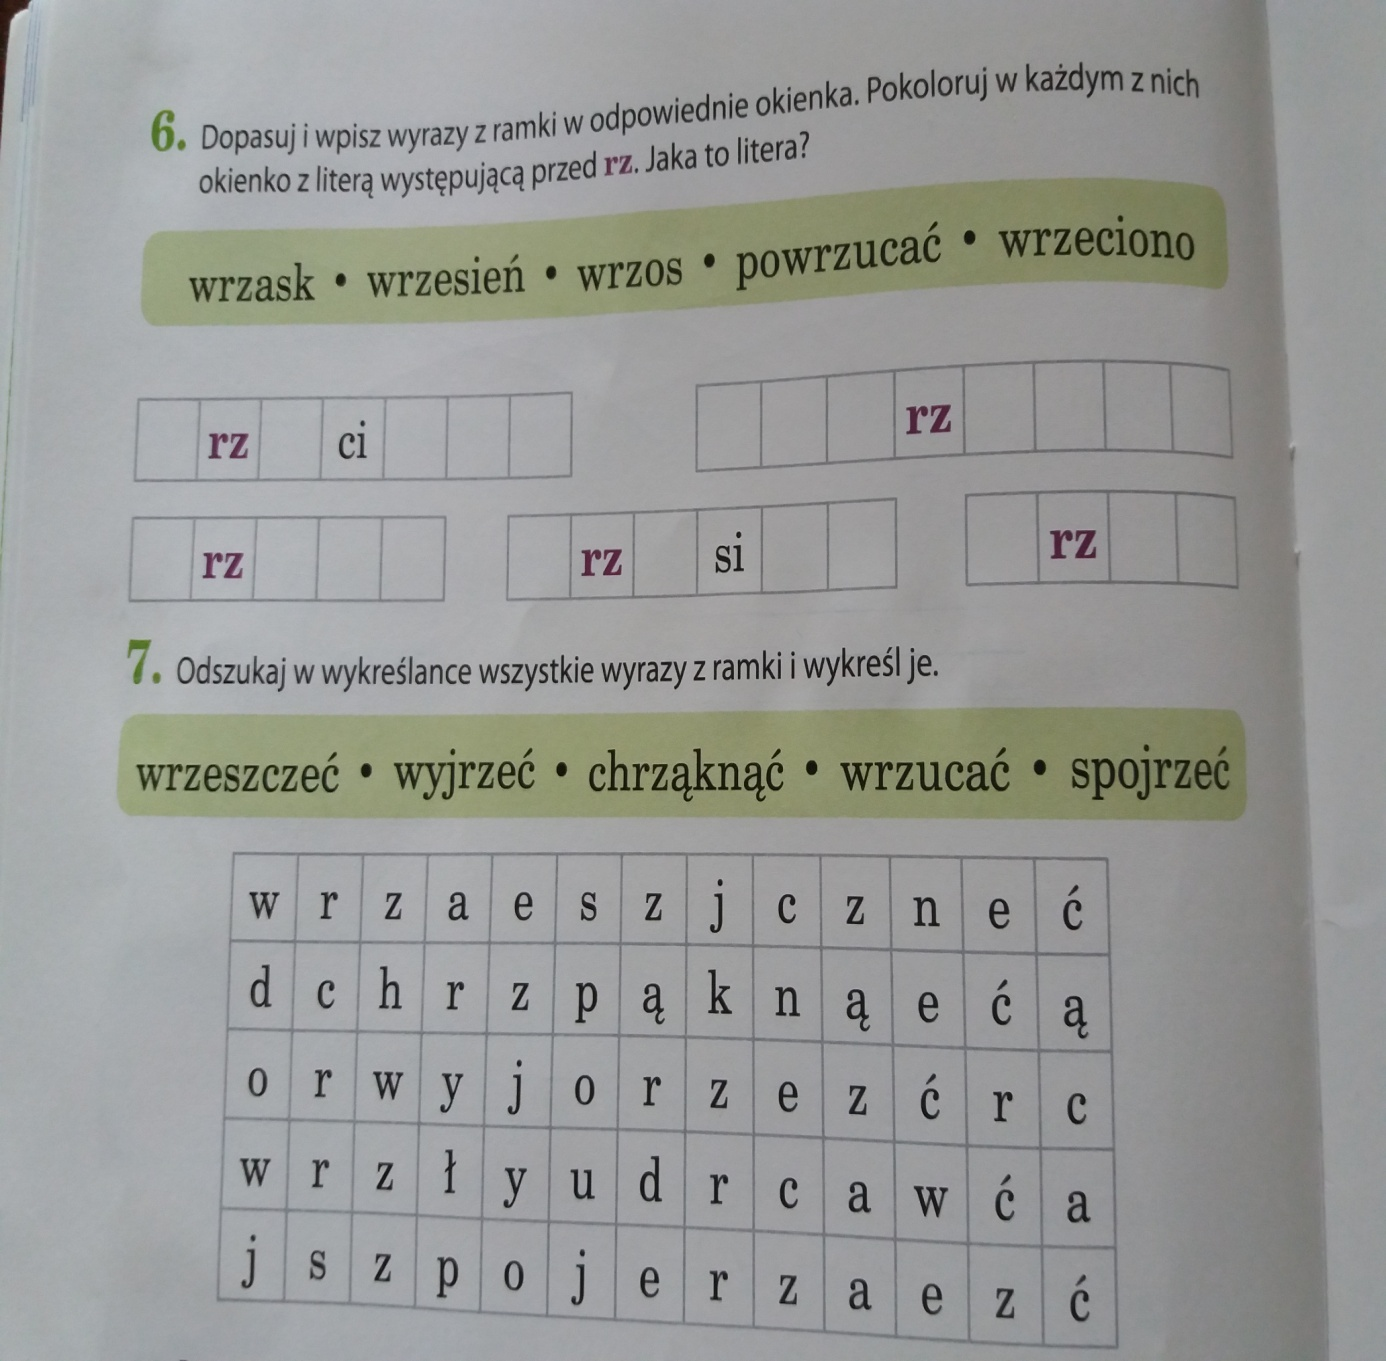 6. Dopasuj i wpisz wyrazy z ramki w odpowiednie okienka. Pokoloruj w każdym z nich
okienko z literą występującą przed rz. Jaka to litera?
wrzask • wrzesień • wrzos • powrzucać • wrzeciono
rz ci
rz
rz
rz si
rz
7. Odszukaj w wykreślance wszystkie wyrazy z ramki i wykreśl je.
wrzeszczeć • wyjrzeć • chrząknąć • wrzucać • spojrzeć
w r z a e s z j c z n e ć
d c h r z p ą k n ą e ć ą
o r w y j o r z e z ć r c
w r z ł y u d r c a w ć a
j s z p o j e r z a e z ć